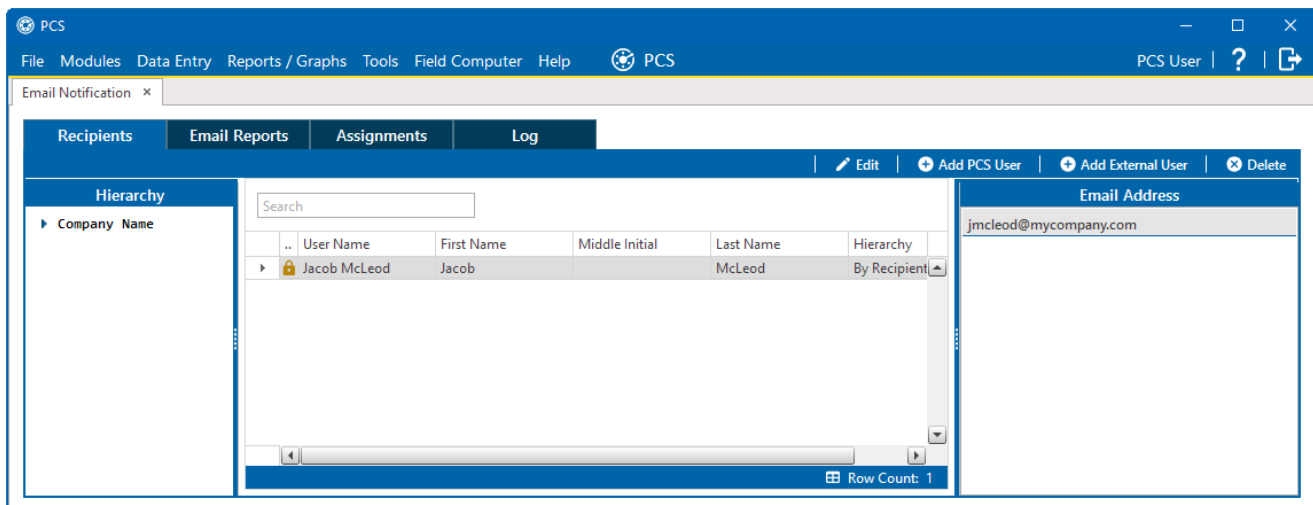 PCS
File Modules Data Entry Reports / Graphs Tools Field Computer Help PCS PCS User | ? |
Email Notification ×
Recipients Email Reports Assignments Log
| Edit | Add PCS User | Add External User | Delete
Hierarchy
Company Name
Search
.. User Name First Name Middle Initial Last Name Hierarchy
Jacob McLeod Jacob McLeod By Recipient
Row Count: 1
Email Address
jmcleod@mycompany.com